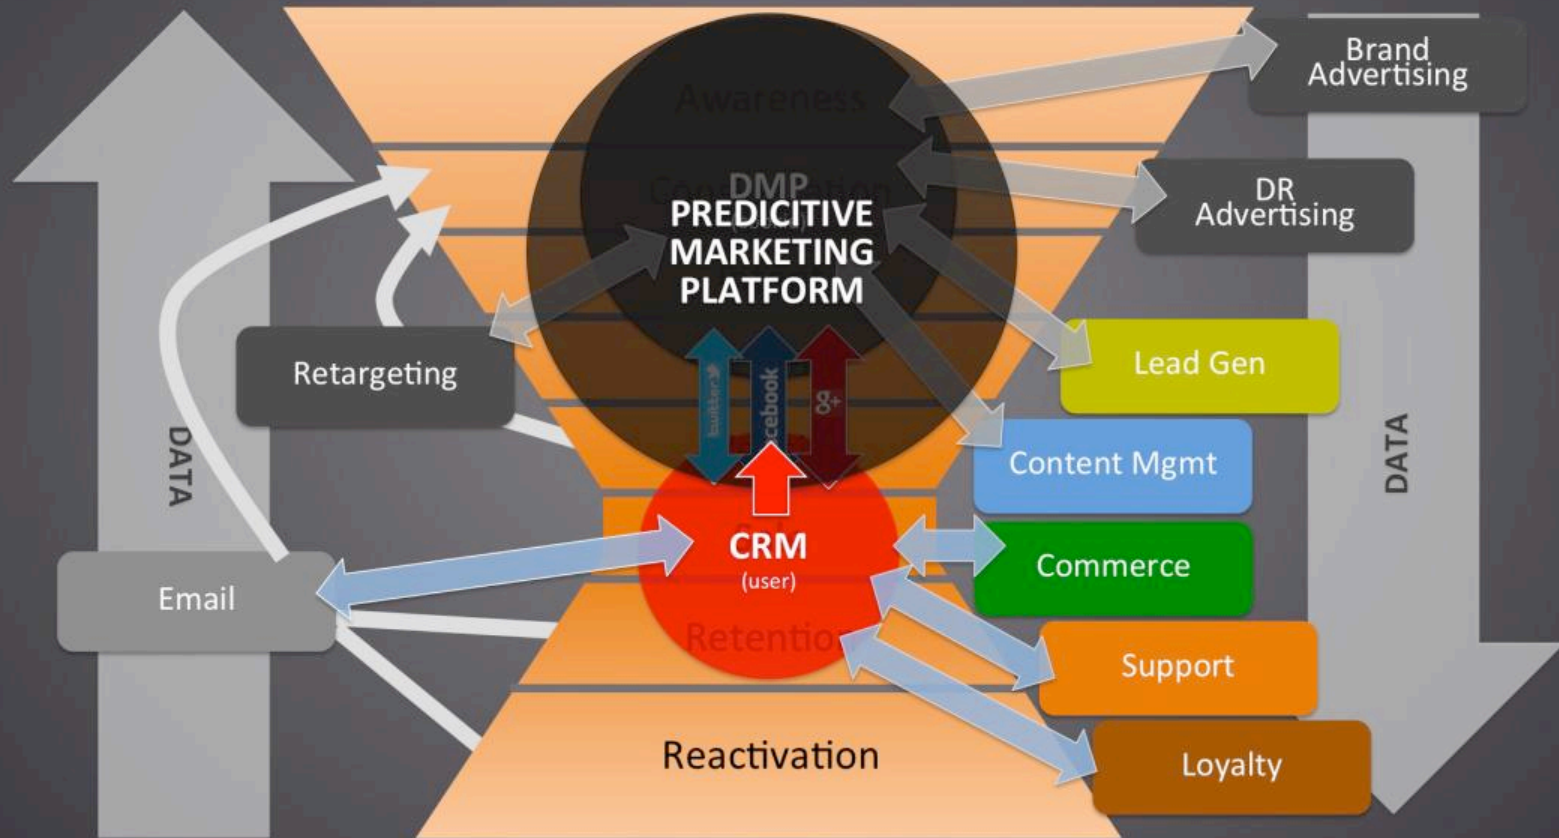 Awareness
Brand
Advertising
DMP
DR
Advertising
PREDICITIVE
MARKETING
PLATFORM
Retargeting
Lead Gen
twitter
g+
DATA
DATA
Content Mgmt
CRM
(user)
Commerce
Email
Retention
Support
Reactivation
Loyalty